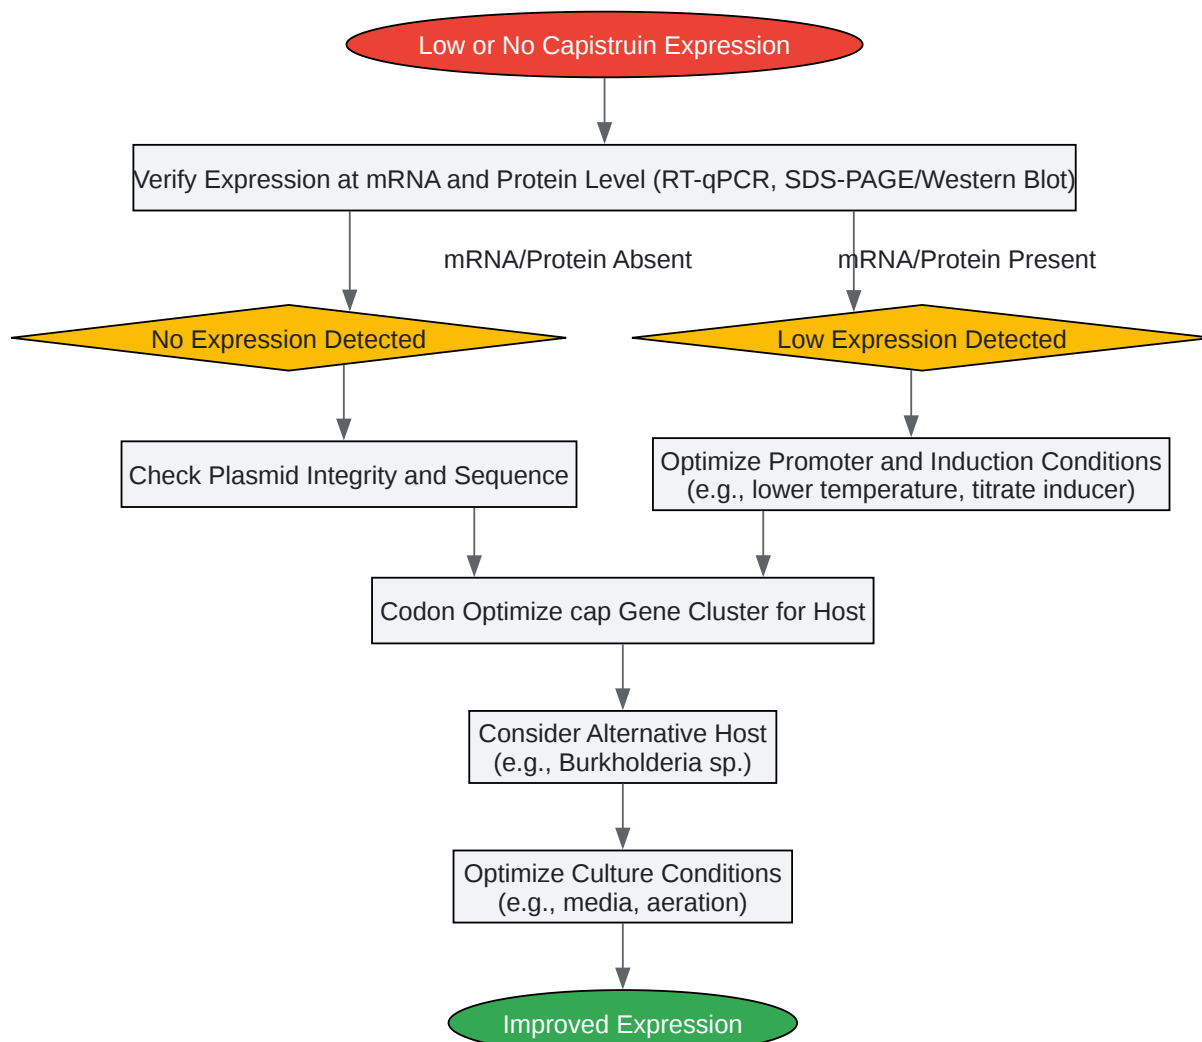 Low or No Capistruin Expression
Verify Expression at mRNA and Protein Level (RT-qPCR, SDS-PAGE/Western Blot)
mRNA/Protein Absent
mRNA/Protein Present
No Expression Detected
Low Expression Detected
Check Plasmid Integrity and Sequence
Optimize Promoter and Induction Conditions
(e.g., lower temperature, titrate inducer)
Codon Optimize cap Gene Cluster for Host
Consider Alternative Host
(e.g., Burkholderia sp.)
Optimize Culture Conditions
(e.g., media, aeration)
Improved Expression